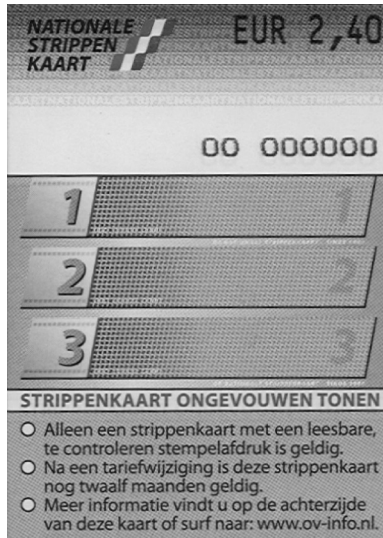 NATIONALE
STRIPPEN
KAART
EUR 2,40
00 000000
1 1
2 2
3 3
STRIPPENKAART ONGEVOUWEN TONEN
O Alleen een strippenkaart met een leesbare,
te controleren stempelafdruk is geldig.
O Na een tariefwijziging is deze strippenkaart
nog twaalf maanden geldig.
O Meer informatie vindt u op de achterzijde
van deze kaart of surf naar: www.ov-info.nl.